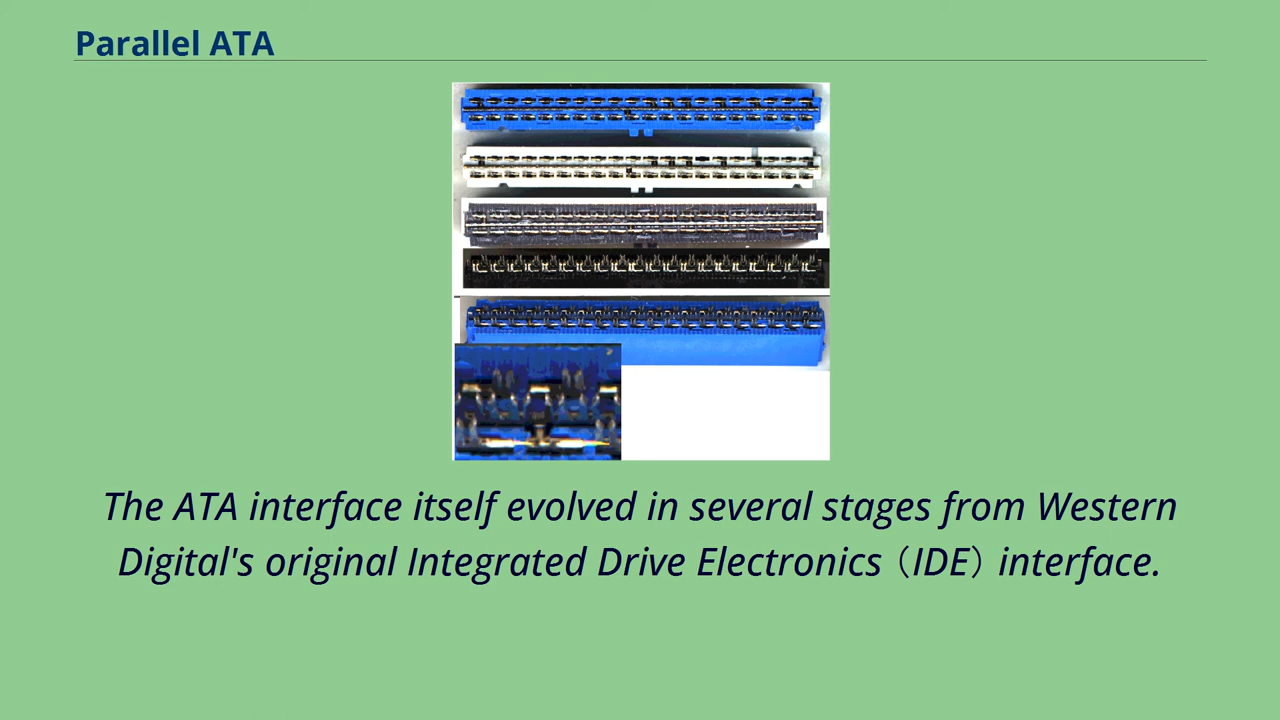 Parallel ATA
The ATA interface itself evolved in several stages from Western
Digital's original Integrated Drive Electronics（IDE）interface.